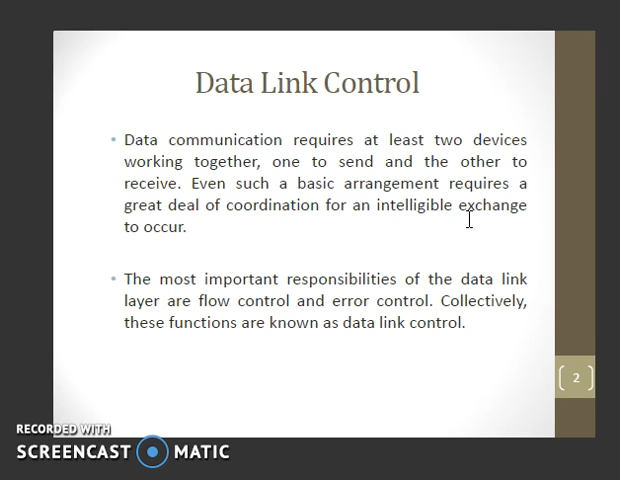 Data Link Control
• Data communication requires at least two devices
working together, one to send and the other to
receive. Even such a basic arrangement requires a
great deal of coordination for an intelligible exchange
to occur.
• The most important responsibilities of the data link
layer are flow control and error control. Collectively,
these functions are known as data link control.
2
RECORDED WITH
SCREENCAST MATIC